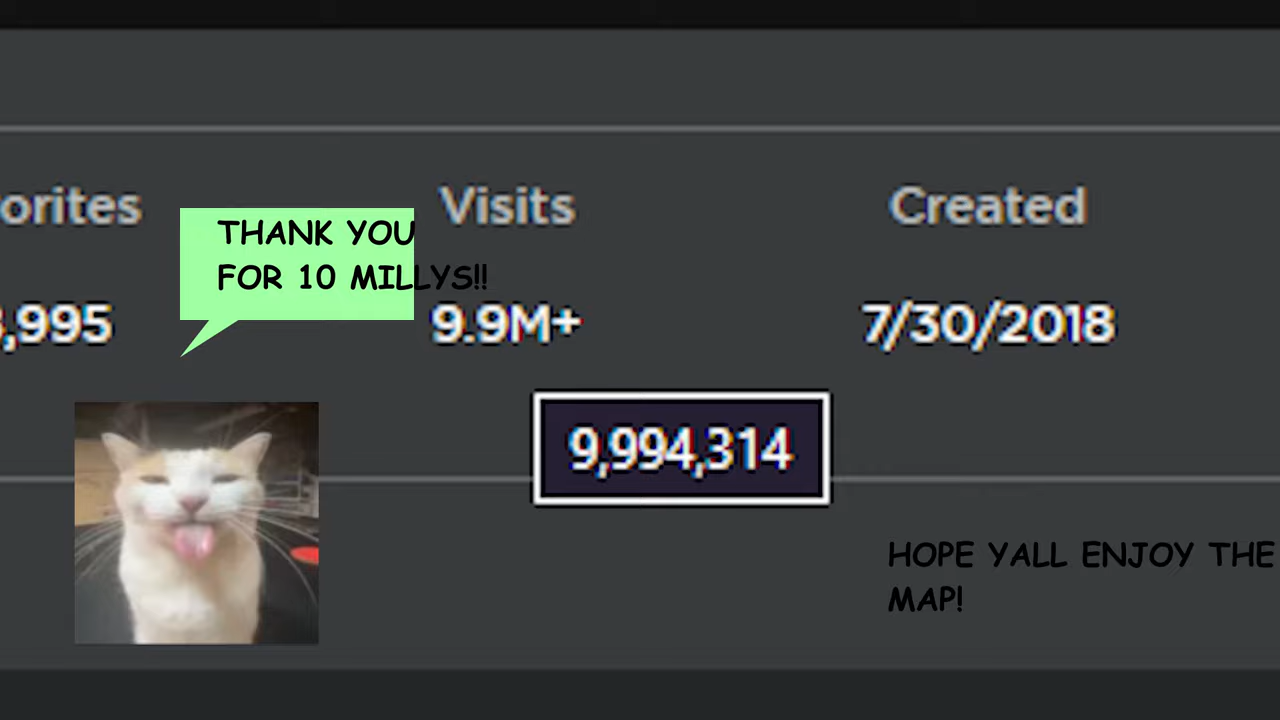 orites
Visits
Created
THANK YOU
FOR 10 MILLYS!!
,995
9.9M+
7/30/2018
9,994,314
HOPE YALL ENJOY THE
MAP!